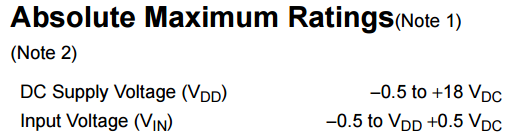 Absolute Maximum Ratings(Note 1)
(Note 2)
DC Supply Voltage (VDD) –0.5 to +18 VDC
Input Voltage (VIN) –0.5 to VDD +0.5 VDC